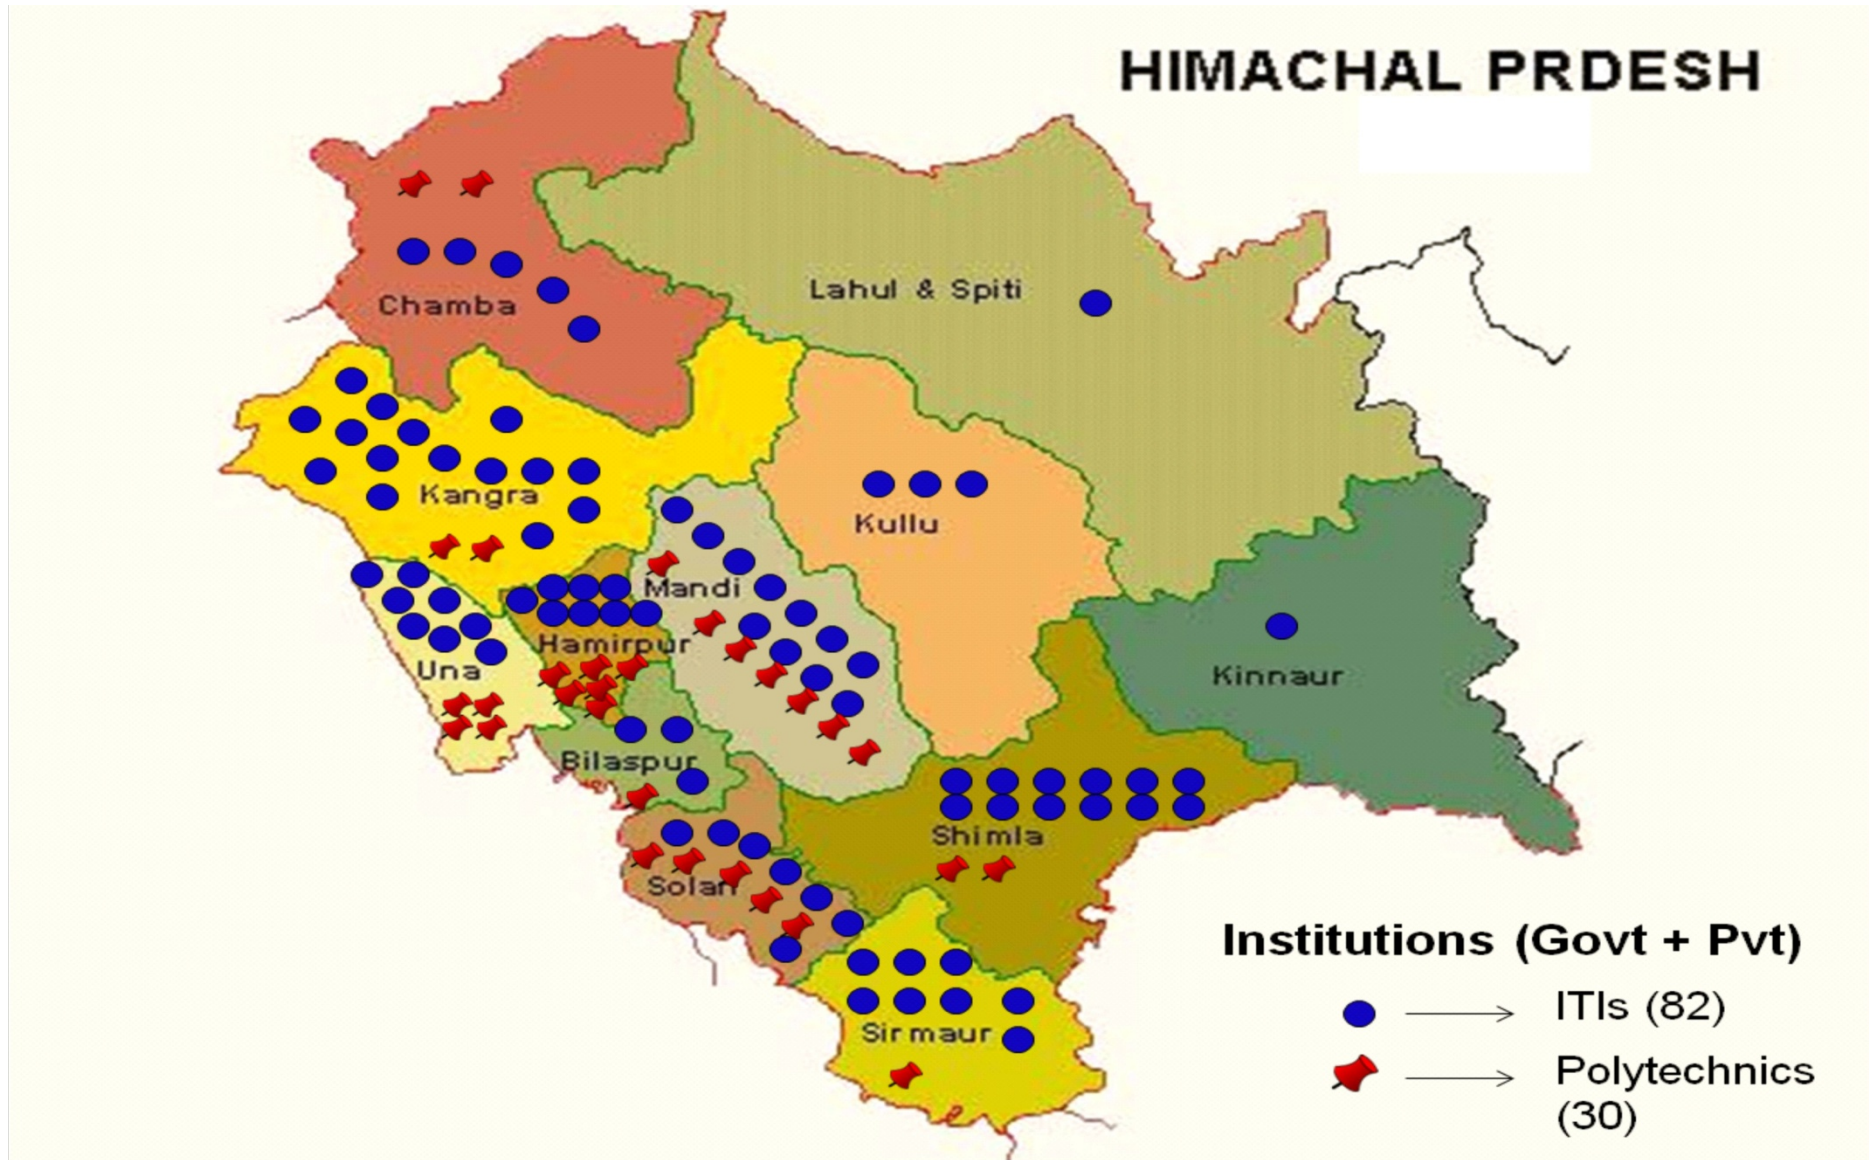 HIMACHAL PRDESH
Lahul & Spiti
Chamba
Kangra
Kullu
Mandi
Hamirpur
Una
Kinnaur
Bilaspur
Shimla
Solan
Sirmaur
Institutions (Govt + Pvt)
ITIs (82)
Polytechnics
(30)